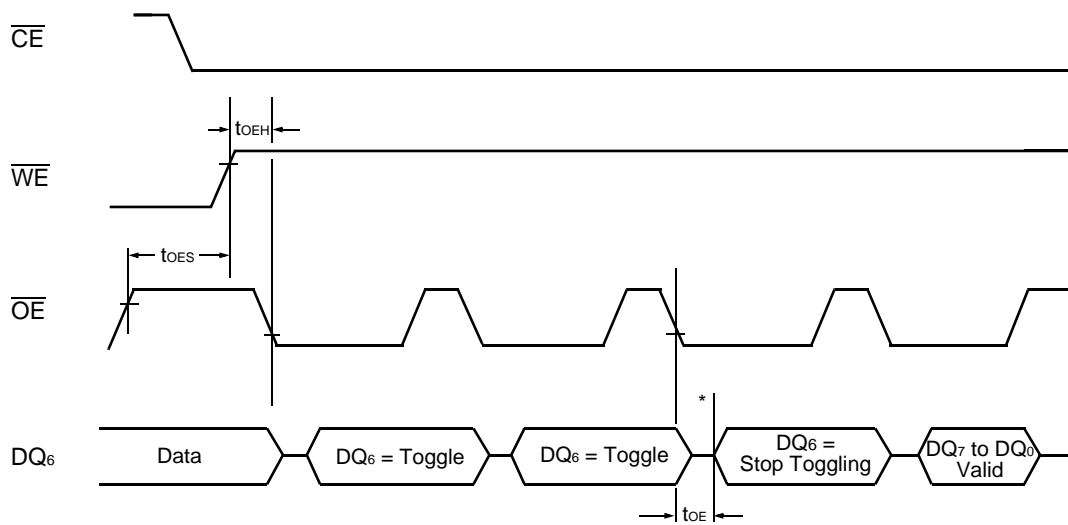 CE
tOEH
WE
tOES
OE
*
DQ6
Data
DQ6 = Toggle
DQ6 = Toggle
DQ6 =
Stop Toggling
DQ7 to DQ0
Valid
tOE